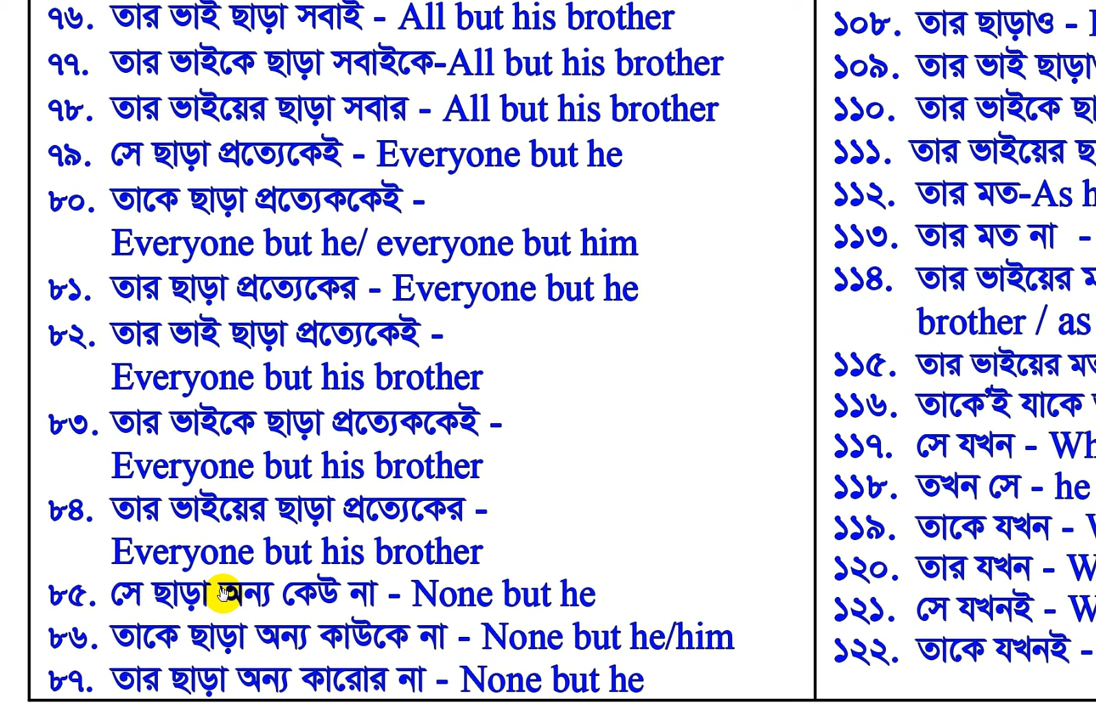 ৭৬. তার ভাই ছাড়া সবাই - All but his brother
৭৭. তার ভাইকে ছাড়া সবাইকে-All but his brother
৭৮. তার ভাইয়ের ছাড়া সবার - All but his brother
৭৯. সে ছাড়া প্রত্যেকেই - Everyone but he
৮০. তাকে ছাড়া প্রত্যেককেই -
Everyone but he/ everyone but him
৮১. তার ছাড়া প্রত্যেকের - Everyone but he
৮২. তার ভাই ছাড়া প্রত্যেকেই -
Everyone but his brother
৮৩. তার ভাইকে ছাড়া প্রত্যেককেই -
Everyone but his brother
৮৪. তার ভাইয়ের ছাড়া প্রত্যেকের -
Everyone but his brother
৮৫. সে ছাড়া অন্য কেউ না - None but he
৮৬. তাকে ছাড়া অন্য কাউকে না - None but he/him
৮৭. তার ছাড়া অন্য কারোর না - None but he
১০৮. তার ছাড়াও -
১০৯. তার ভাই
১১০. তার ভাইকে
১১১. তার ভাইয়ের
১১২. তার মত-As
১১৩. তার মত না -
১১৪. তার ভাইয়ের
brother / as
১১৫. তার ভাইয়ের
১১৬. তাকে'ই যাকে
১১৭. সে যখন -
১১৮. তখন সে - he
১১৯. তাকে যখন -
১২০. তার যখন -
১২১. সে যখনই -
১২২. তাকে যখনই -